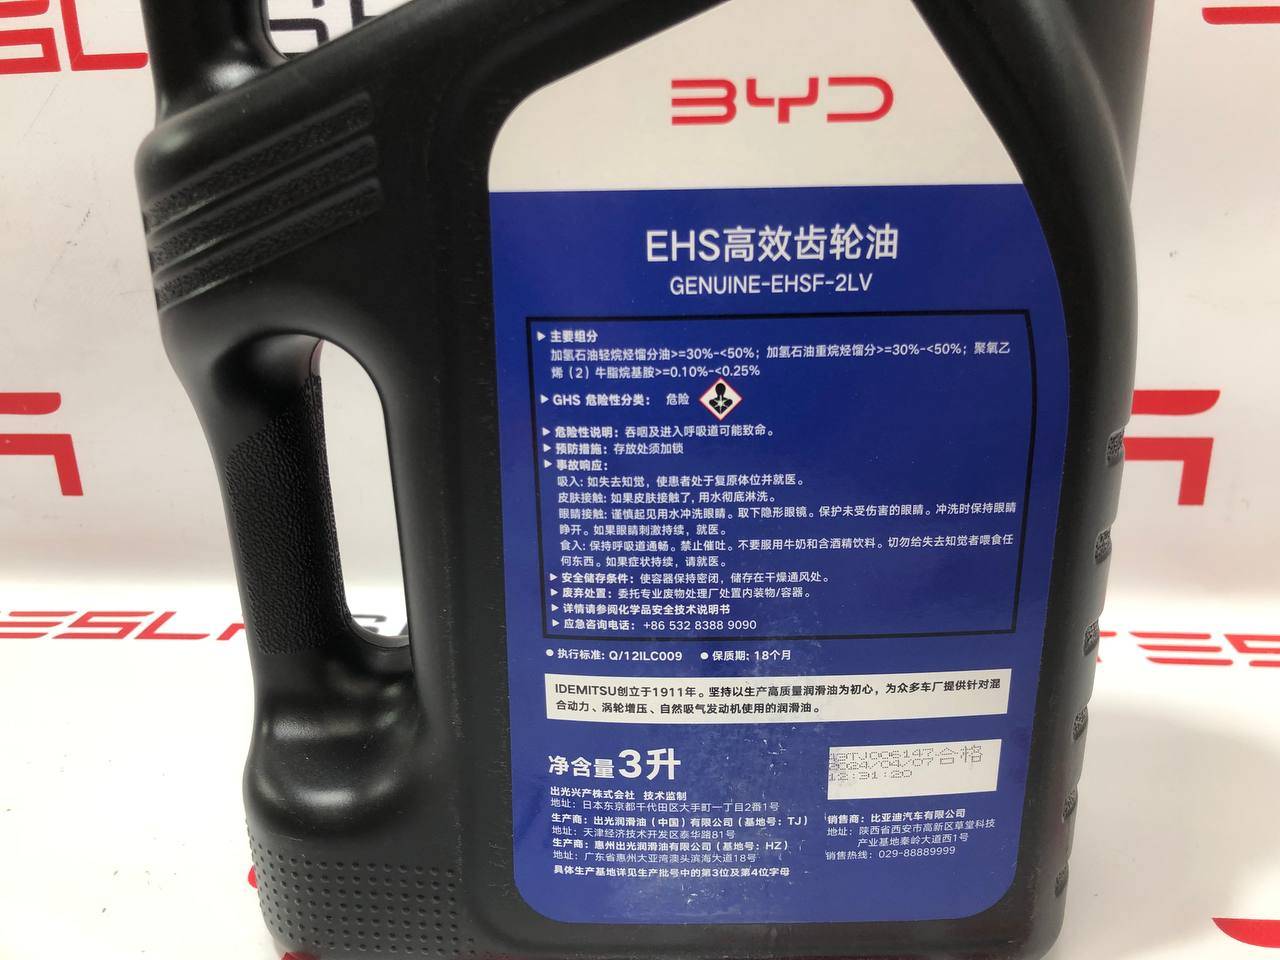 BYD
EHS高效齿轮油
GENUINE-EHSF-2LV
▶ 主要组分
加氢石油轻烷烃馏分油>=30%-<50%；加氢石油重烷烃馏分>=30%-<50%；聚氧乙
烯（2）牛脂烷基胺>=0.10%-<0.25%
▶ GHS 危险性分类： 危险
▶ 危险性说明：吞咽及进入呼吸道可能致命。
▶ 预防措施：存放处须加锁
▶ 事故响应：
吸入：如失去知觉，使患者处于复原体位并就医。
皮肤接触：如果皮肤接触了，用水彻底淋洗。
眼睛接触：谨慎起见用水冲洗眼睛。取下隐形眼镜。保护未受伤害的眼睛。冲洗时保持眼睛
睁开。如果眼睛刺激持续，就医。
食入：保持呼吸道通畅。禁止催吐。不要服用牛奶和含酒精饮料。切勿给失去知觉者喂食任
何东西。如果症状持续，请就医。
▶ 安全储存条件：使容器保持密闭，储存在干燥通风处。
▶ 废弃处置：委托专业废物处理厂处置内装物/容器。
▶ 详情请参阅化学品安全技术说明书
▶ 应急咨询电话：+86 532 8388 9090
● 执行标准: Q/12ILC009 ● 保质期: 18个月
IDEMITSU创立于1911年。坚持以生产高质量润滑油为初心，为众多车厂提供针对混
合动力、涡轮增压、自然吸气发动机使用的润滑油。
净含量 3升
TJ006147 合格
2024/04/07
12:31:20
出光兴产株式会社 技术监制
地址：日本东京都千代田区大手町一丁目2番1号
生产商：出光润滑油（中国）有限公司（基地号：TJ）
地址：天津经济技术开发区泰华路81号
生产商：惠州出光润滑油有限公司（基地号：HZ）
地址：广东省惠州大亚湾澳头滨海大道18号
具体生产基地详见生产批号中的第3位及第4位字母
销售商：比亚迪汽车有限公司
地址：陕西省西安市高新区草堂科技
产业基地秦岭大道西1号
销售热线：029-88889999